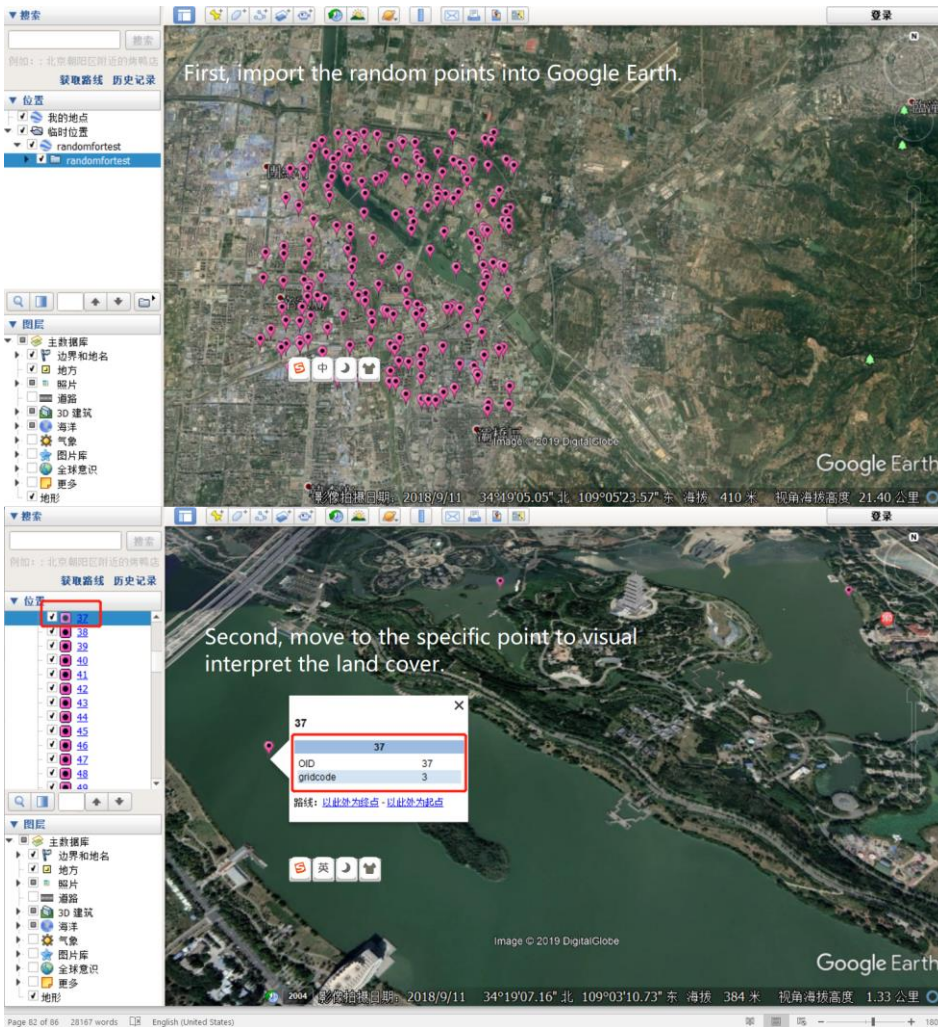 ▼ 搜索
登录
搜索
例如：: 北京朝阳区附近的烤鸭店
获取路线 历史记录
First, import the random points into Google Earth.
▼ 位置
我的地点
临时位置
randomfortest
randomfortest
▼ 图层
主数据库
边界和地名
地方
照片
道路
3D 建筑
海洋
气象
图片库
全球意识
更多
地形
中
Image © 2019 DigitalGlobe
Google Earth
影像拍摄日期: 2018/9/11 34°19'05.05" 北 109°05'23.57" 东 海拔 410 米 视角海拔高度 21.40 公里
▼ 搜索
登录
搜索
例如：: 北京朝阳区附近的烤鸭店
获取路线 历史记录
▼ 位置
37
38
39
40
41
42
43
44
45
46
47
48
49
Second, move to the specific point to visual
interpret the land cover.
37
37
OID 37
gridcode 3
路线: 以此处为终点 - 以此处为起点
▼ 图层
主数据库
边界和地名
地方
照片
道路
3D 建筑
海洋
气象
图片库
全球意识
更多
地形
英
Image © 2019 DigitalGlobe
Google Earth
2004 影像拍摄日期: 2018/9/11 34°19'07.16" 北 109°03'10.73" 东 海拔 384 米 视角海拔高度 1.33 公里
Page 82 of 86 28167 words English (United States)
180